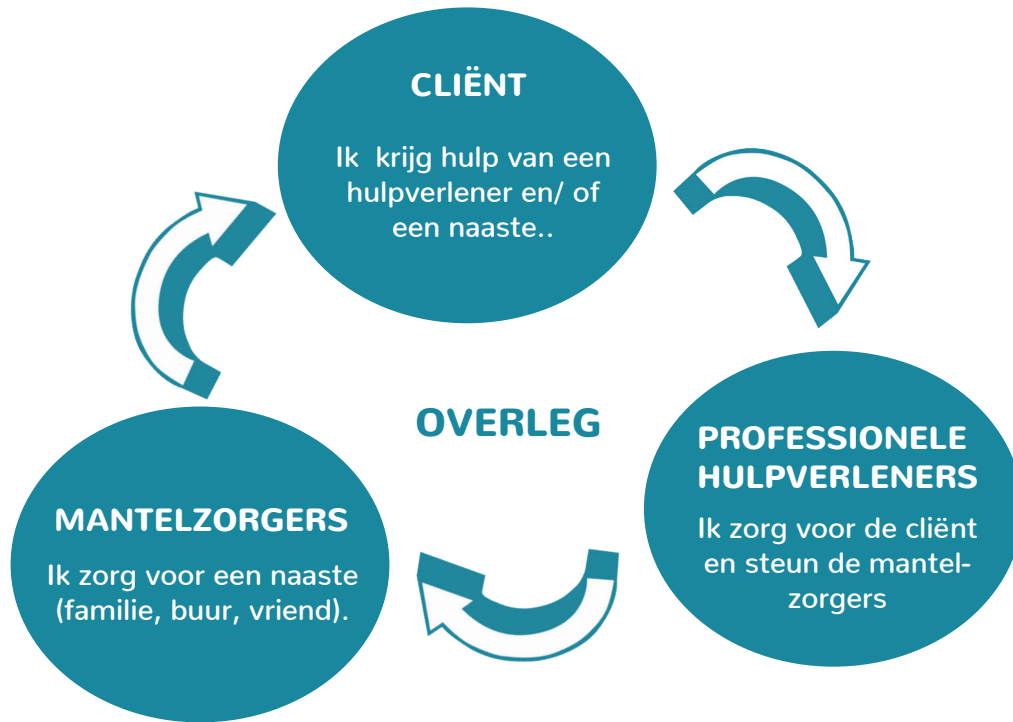 CLIËNT
Ik krijg hulp van een
hulpverlener en/ of
een naaste..
OVERLEG
PROFESSIONELE
HULPVERLENERS
Ik zorg voor de cliënt
en steun de mantel-
zorgers
MANTELZORGERS
Ik zorg voor een naaste
(familie, buur, vriend).